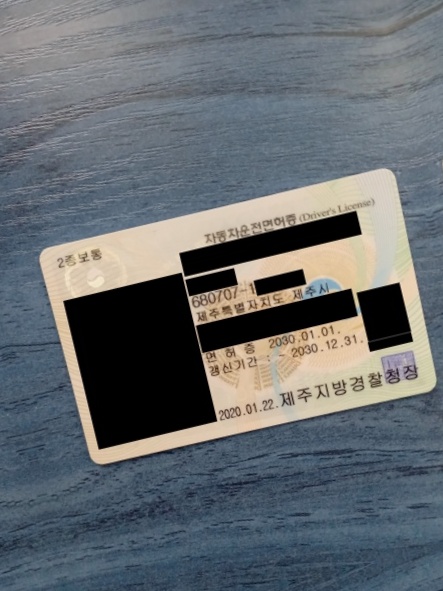 2종보통
자동차운전면허증 (Driver's License)
680707-1
제주특별자치도 제주시
면 허 증 2030.01.01.
갱신기간 : ~ 2030.12.31.
2020.01.22. 제주지방경찰청장